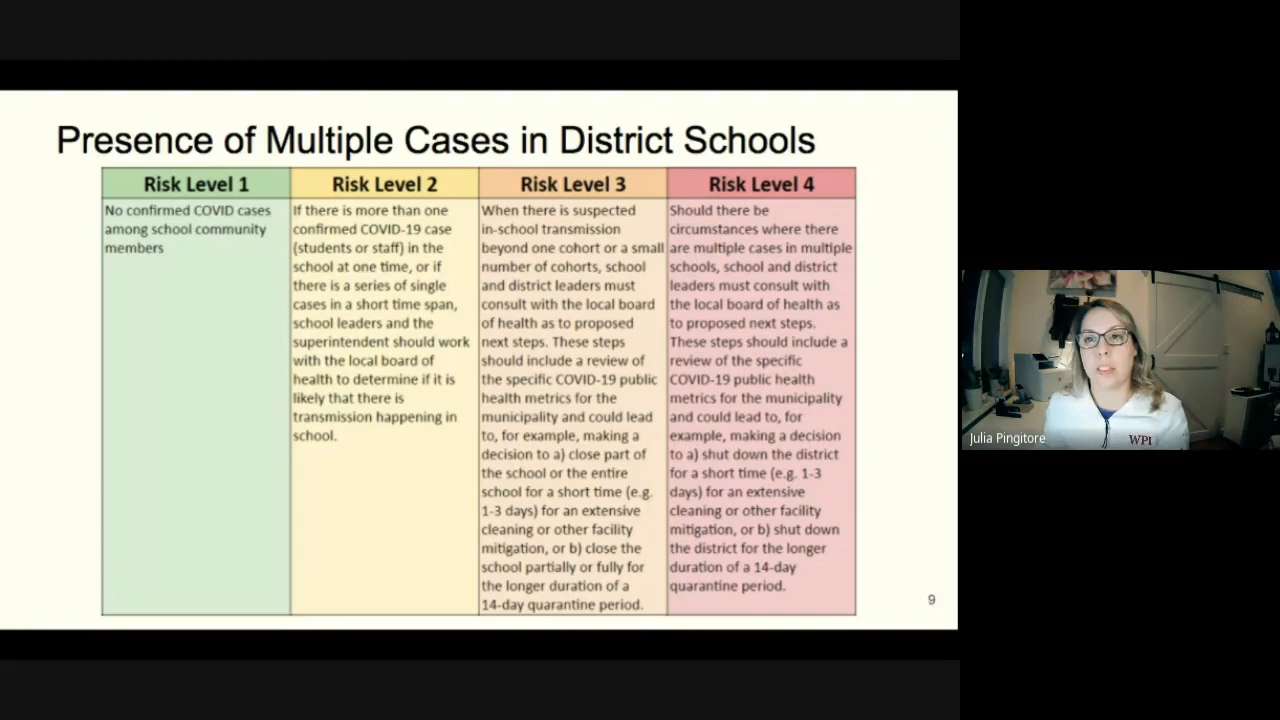 Presence of Multiple Cases in District Schools
Risk Level 1
No confirmed COVID cases
among school community
members
Risk Level 2
If there is more than one
confirmed COVID-19 case
(students or staff) in the
school at one time, or if
there is a series of single
cases in a short time span,
school leaders and the
superintendent should work
with the local board of
health to determine if it is
likely that there is
transmission happening in
school.
Risk Level 3
When there is suspected
in-school transmission
beyond one cohort or a small
number of cohorts, school
and district leaders must
consult with the local board
of health as to proposed
next steps. These steps
should include a review of
the specific COVID-19 public
health metrics for the
municipality and could lead
to, for example, making a
decision to a) close part of
the school or the entire
school for a short time (e.g.
1-3 days) for an extensive
cleaning or other facility
mitigation, or b) close the
school partially or fully for
the longer duration of a
14-day quarantine period.
Risk Level 4
Should there be
circumstances where there
are multiple cases in multiple
schools, school and district
leaders must consult with
the local board of health as
to proposed next steps.
These steps should include a
review of the specific
COVID-19 public health
metrics for the municipality
and could lead to, for
example, making a decision
to a) shut down the district
for a short time (e.g. 1-3
days) for an extensive
cleaning or other facility
mitigation, or b) shut down
the district for the longer
duration of a 14-day
quarantine period.
9
Julia Pingitore
WPI